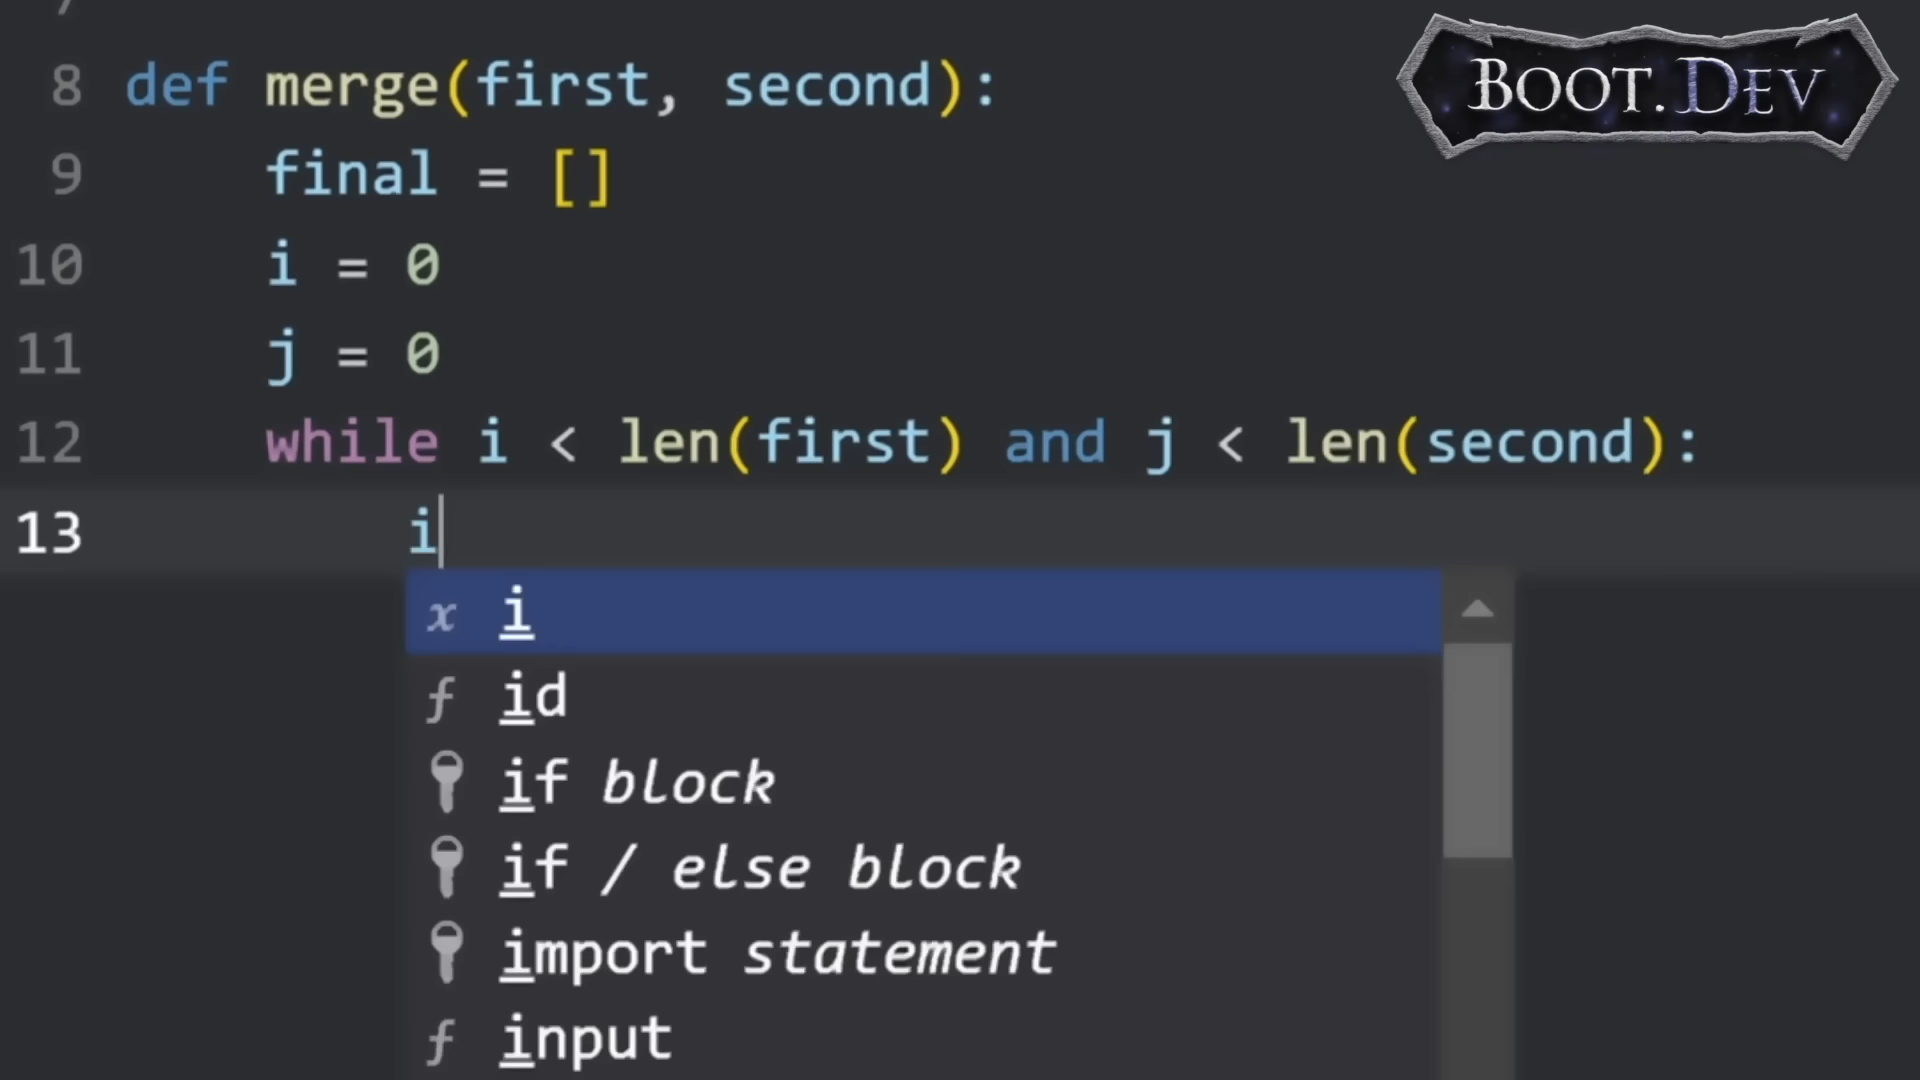 7
BOOT.DEV
8 def merge(first, second):
9 final = []
10 i = 0
11 j = 0
12 while i < len(first) and j < len(second):
13 i
x i
f id
if block
if / else block
import statement
f input